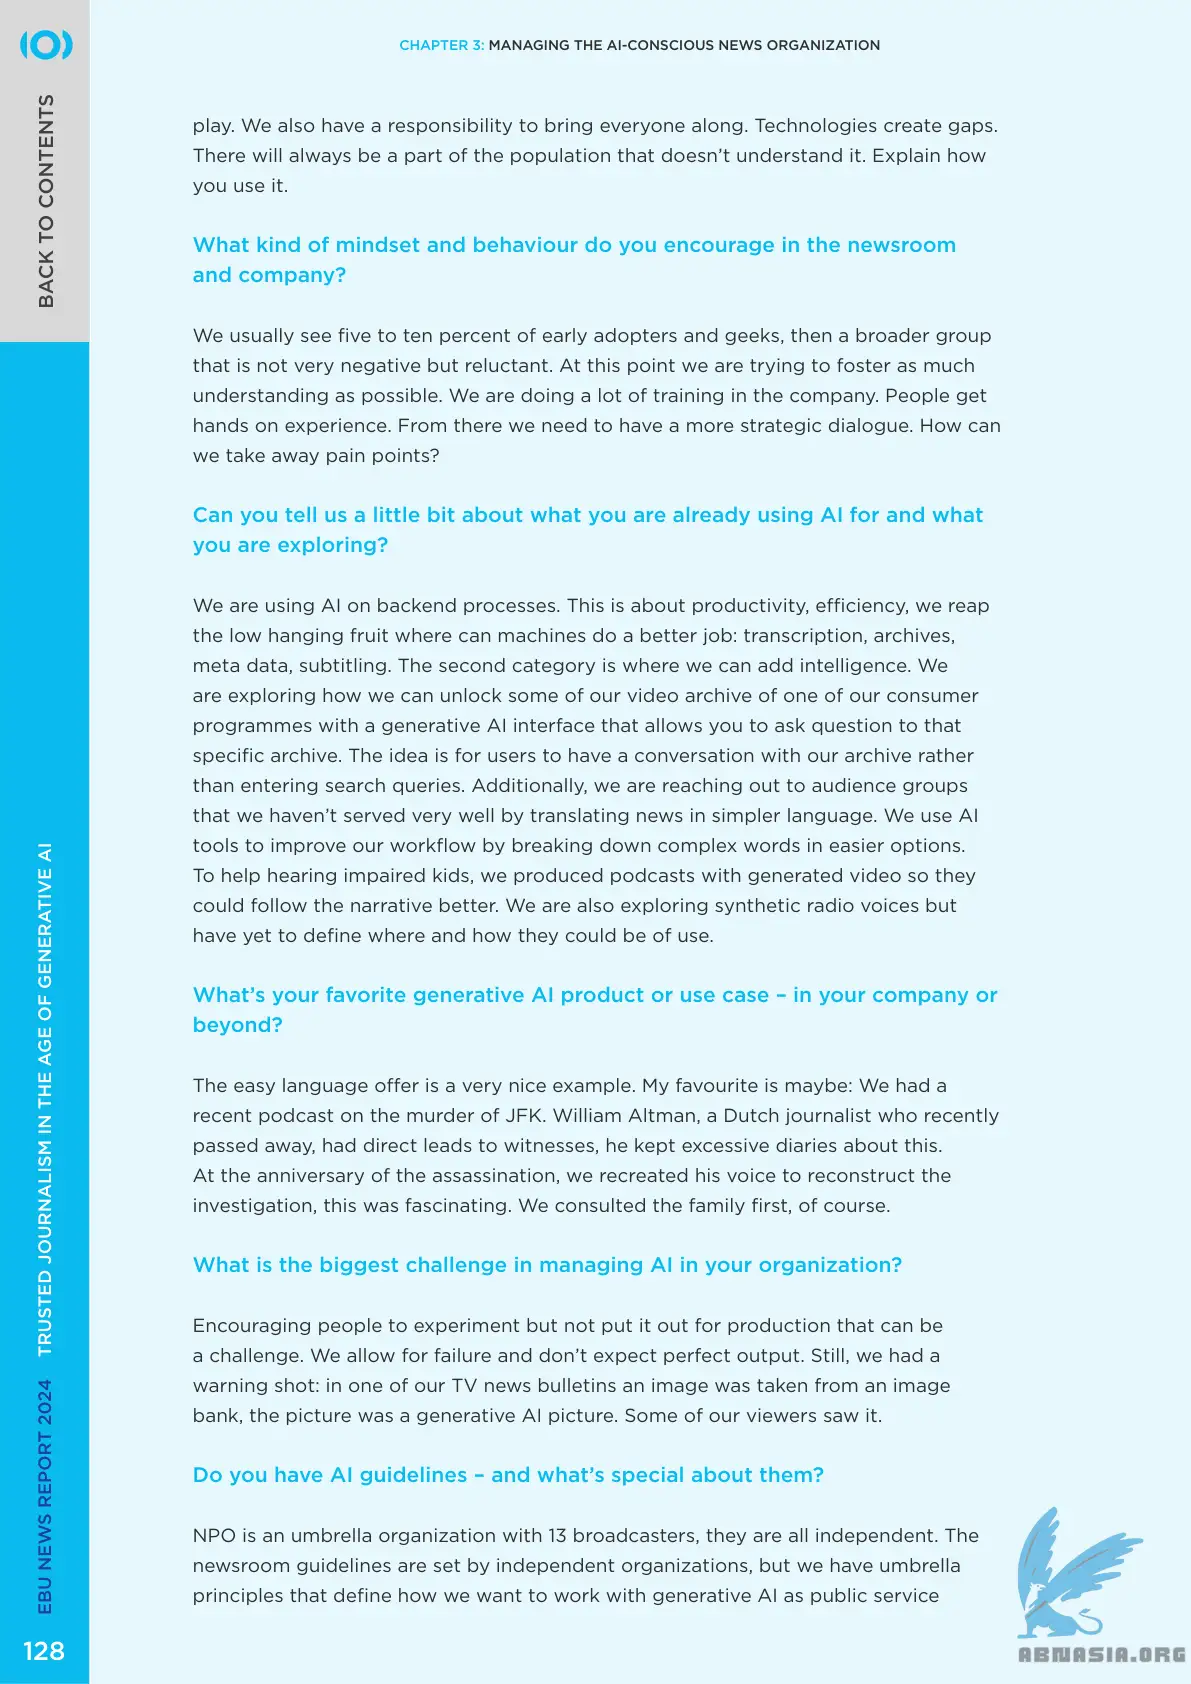 CHAPTER 3: MANAGING THE AI-CONSCIOUS NEWS ORGANIZATION
BACK TO CONTENTS
play. We also have a responsibility to bring everyone along. Technologies create gaps.
There will always be a part of the population that doesn't understand it. Explain how
you use it.
What kind of mindset and behaviour do you encourage in the newsroom
and company?
We usually see five to ten percent of early adopters and geeks, then a broader group
that is not very negative but reluctant. At this point we are trying to foster as much
understanding as possible. We are doing a lot of training in the company. People get
hands on experience. From there we need to have a more strategic dialogue. How can
we take away pain points?
Can you tell us a little bit about what you are already using AI for and what
you are exploring?
We are using AI on backend processes. This is about productivity, efficiency, we reap
the low hanging fruit where can machines do a better job: transcription, archives,
meta data, subtitling. The second category is where we can add intelligence. We
are exploring how we can unlock some of our video archive of one of our consumer
programmes with a generative AI interface that allows you to ask question to that
specific archive. The idea is for users to have a conversation with our archive rather
than entering search queries. Additionally, we are reaching out to audience groups
that we haven't served very well by translating news in simpler language. We use AI
tools to improve our workflow by breaking down complex words in easier options.
To help hearing impaired kids, we produced podcasts with generated video so they
could follow the narrative better. We are also exploring synthetic radio voices but
have yet to define where and how they could be of use.
What's your favorite generative AI product or use case – in your company or
beyond?
The easy language offer is a very nice example. My favourite is maybe: We had a
recent podcast on the murder of JFK. William Altman, a Dutch journalist who recently
passed away, had direct leads to witnesses, he kept excessive diaries about this.
At the anniversary of the assassination, we recreated his voice to reconstruct the
investigation, this was fascinating. We consulted the family first, of course.
What is the biggest challenge in managing AI in your organization?
Encouraging people to experiment but not put it out for production that can be
a challenge. We allow for failure and don't expect perfect output. Still, we had a
warning shot: in one of our TV news bulletins an image was taken from an image
bank, the picture was a generative AI picture. Some of our viewers saw it.
Do you have AI guidelines – and what's special about them?
NPO is an umbrella organization with 13 broadcasters, they are all independent. The
newsroom guidelines are set by independent organizations, but we have umbrella
principles that define how we want to work with generative AI as public service
EBU NEWS REPORT 2024 TRUSTED JOURNALISM IN THE AGE OF GENERATIVE AI
128
ABNASIA.ORG